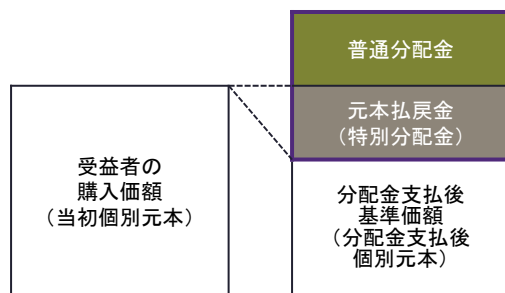 普通分配金
元本払戻金
（特別分配金）
受益者の
購入価額
（当初個別元本）
分配金支払後
基準価額
（分配金支払後
個別元本）